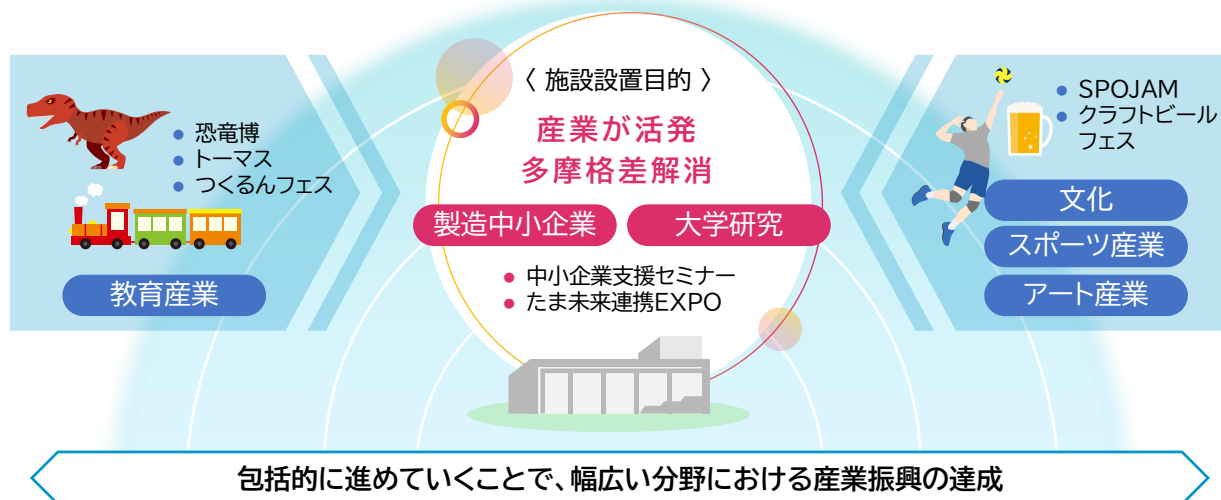 恐竜博
トーマス
つくるんフェス
教育産業
〈 施設設置目的 〉
産業が活発
多摩格差解消
製造中小企業
大学研究
中小企業支援セミナー
たま未来連携EXPO
SPOJAM
クラフトビール
フェス
文化
スポーツ産業
アート産業
包括的に進めていくことで、幅広い分野における産業振興の達成